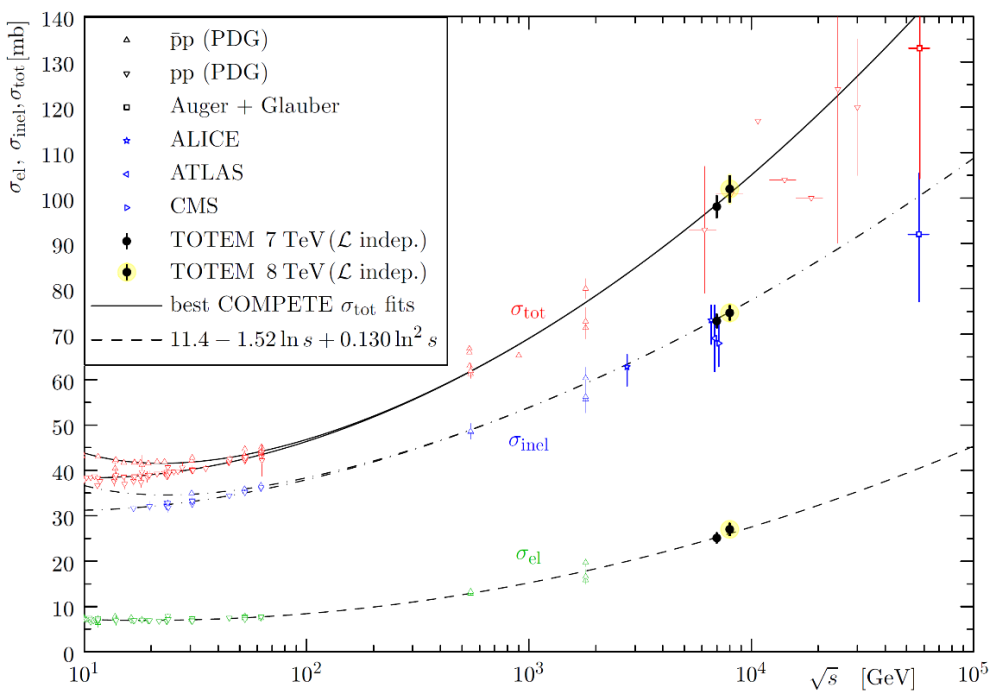 σel, σinel, σtot [mb]
140
130
120
110
100
90
80
70
60
50
40
30
20
10
0
p̄p (PDG)
pp (PDG)
Auger + Glauber
ALICE
ATLAS
CMS
TOTEM 7 TeV (ℒ indep.)
TOTEM 8 TeV (ℒ indep.)
best COMPETE σtot fits
11.4 − 1.52 ln s + 0.130 ln² s
σtot
σinel
σel
10¹ 10² 10³ 10⁴ 10⁵
√s [GeV]